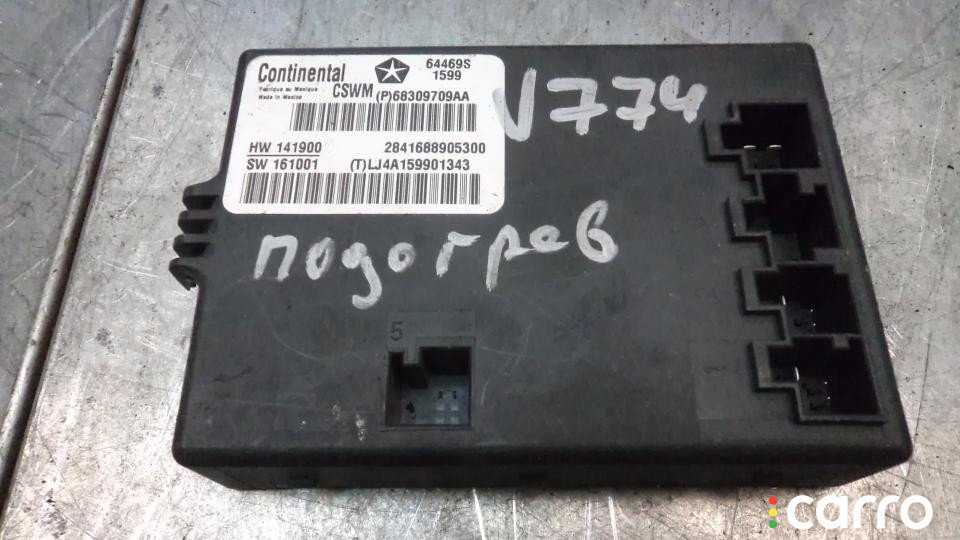 Continental
64469S
1599
Fabrique au Mexique
Made in Mexico
CSWM (P)68309709AA
HW 141900
2841688905300
SW 161001
(T)LJ4A159901343
V774
подогрев
5
carro